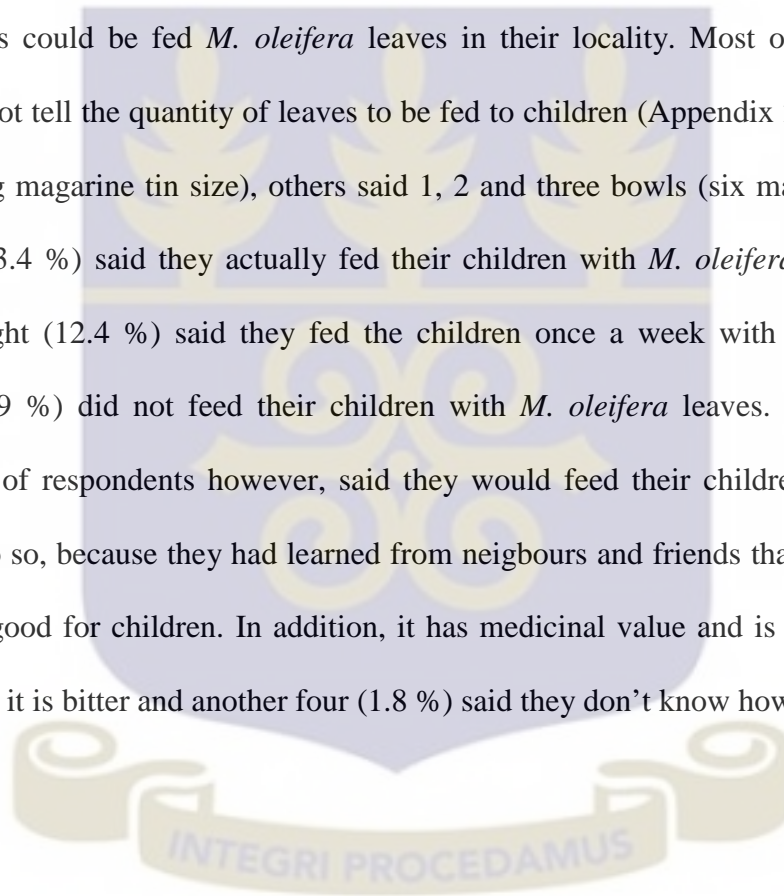 s could be fed M. oleifera leaves in their locality. Most o
ot tell the quantity of leaves to be fed to children (Appendix
g magarine tin size), others said 1, 2 and three bowls (six ma
3.4 %) said they actually fed their children with M. oleifera
ght (12.4 %) said they fed the children once a week with
9 %) did not feed their children with M. oleifera leaves.
of respondents however, said they would feed their childre
so, because they had learned from neigbours and friends tha
good for children. In addition, it has medicinal value and is
it is bitter and another four (1.8 %) said they don't know how
INTEGRI PROCEDAMUS